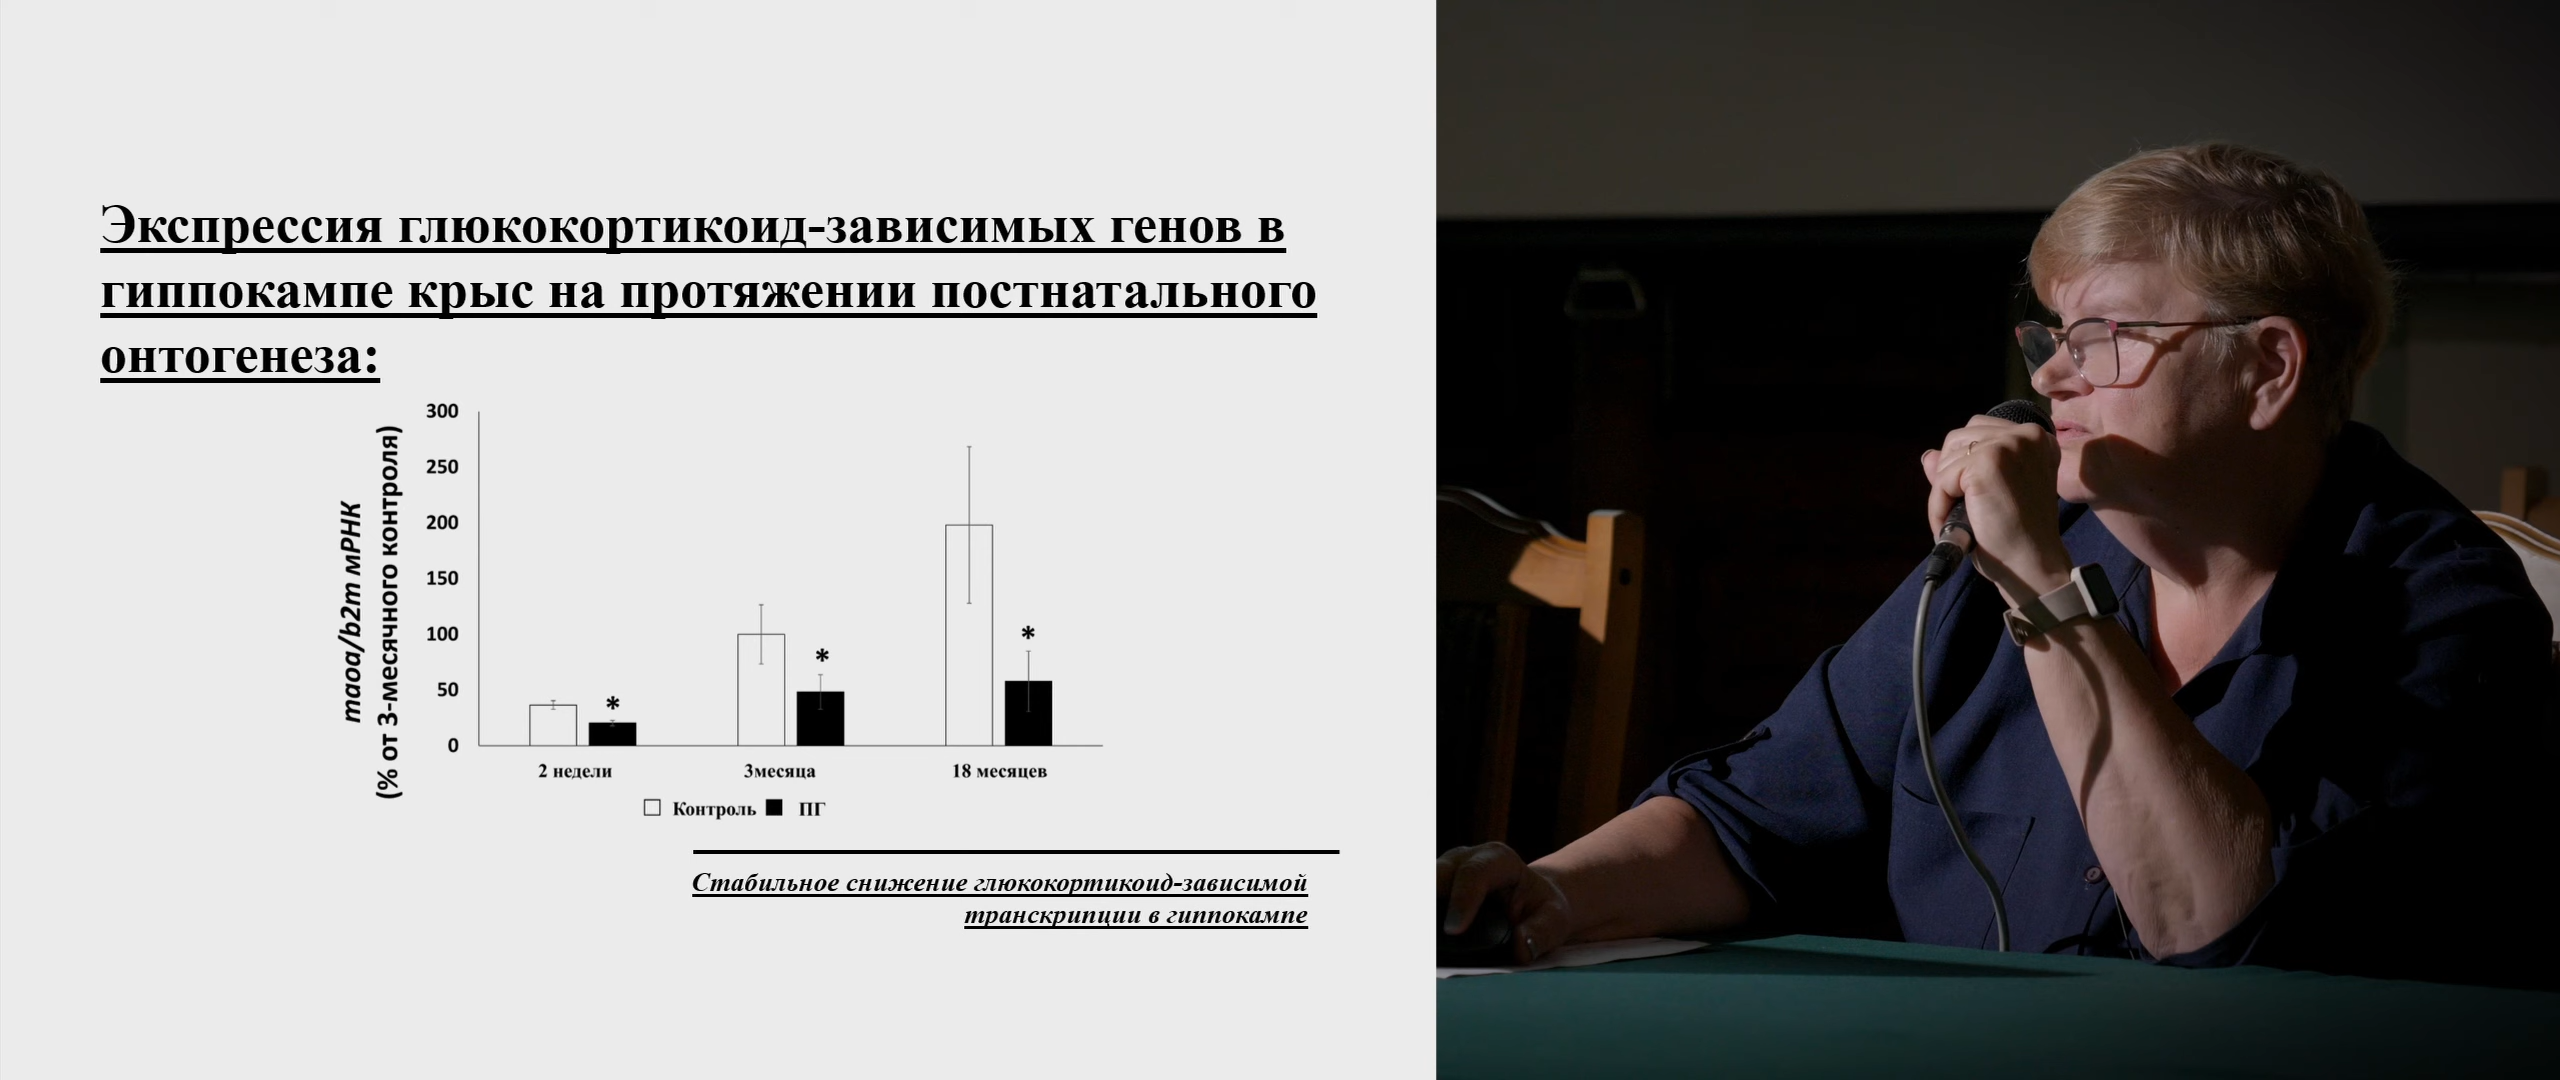 Экспрессия глюкокортикоид-зависимых генов в
гиппокампе крыс на протяжении постнатального
онтогенеза:
maoa/b2m мРНК
(% от 3-месячного контроля)
300
250
200
150
100
50
0
*
*
*
2 недели
3месяца
18 месяцев
Контроль ПГ
Стабильное снижение глюкокортикоид-зависимой
транскрипции в гиппокампе